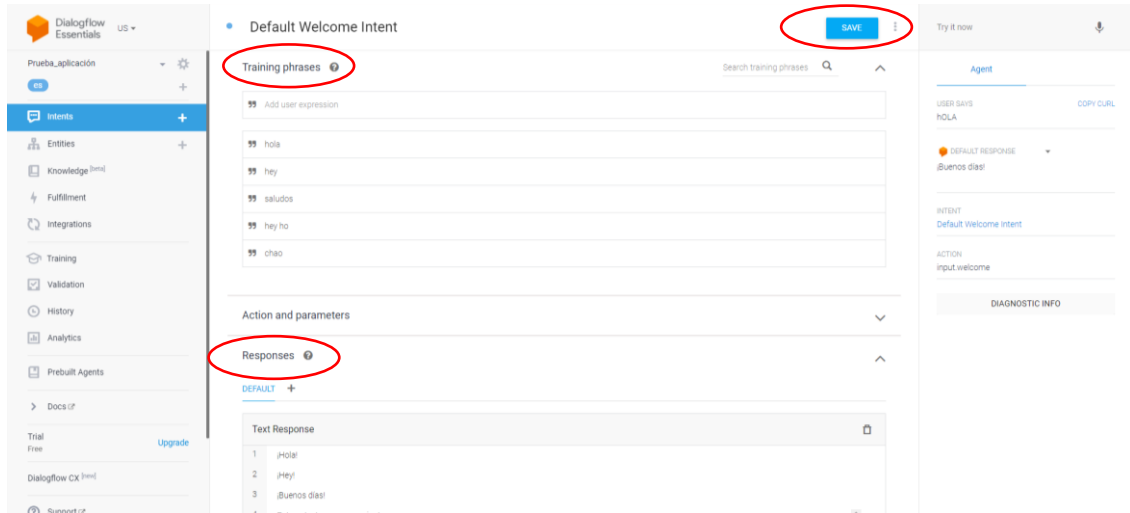 Dialogflow
Essentials
US
Prueba_aplicación
es
Intents
Entities
Knowledge [beta]
Fulfillment
Integrations
Training
Validation
History
Analytics
Prebuilt Agents
Docs
Trial
Free
Upgrade
Dialogflow CX [new]
Support
Default Welcome Intent
SAVE
Training phrases
Search training phrases
Add user expression
hola
hey
saludos
hey ho
chao
Action and parameters
Responses
DEFAULT
Text Response
1 ¡Hola!
2 ¡Hey!
3 ¡Buenos días!
Try it now
Agent
USER SAYS
COPY CURL
hOLA
DEFAULT RESPONSE
¡Buenos días!
INTENT
Default Welcome Intent
ACTION
input.welcome
DIAGNOSTIC INFO